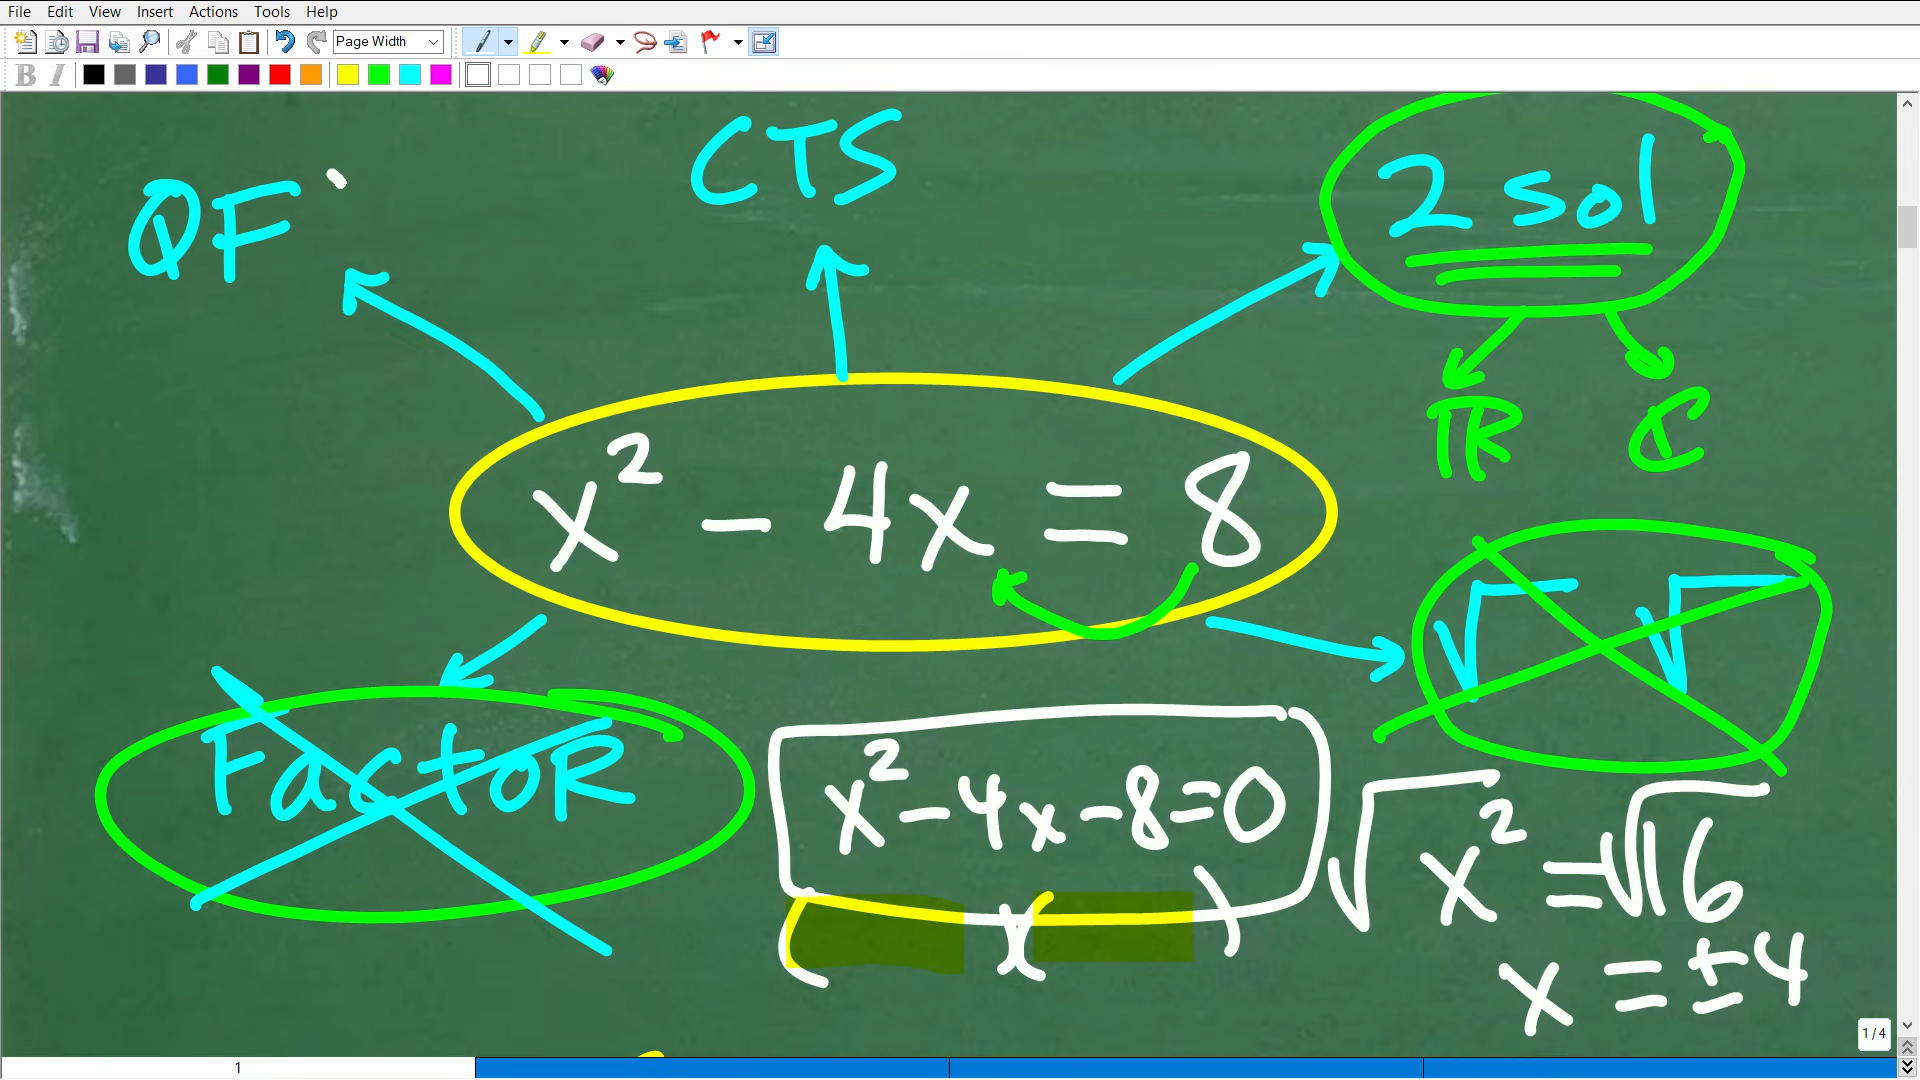 File Edit View Insert Actions Tools Help
Page Width
B I
QF
CTS
2 sol
ℝ ℂ
x² - 4x = 8
√ √
Factor
x² - 4x - 8 = 0
( )( )
√x² = √16
x = ±4
1 / 4
1